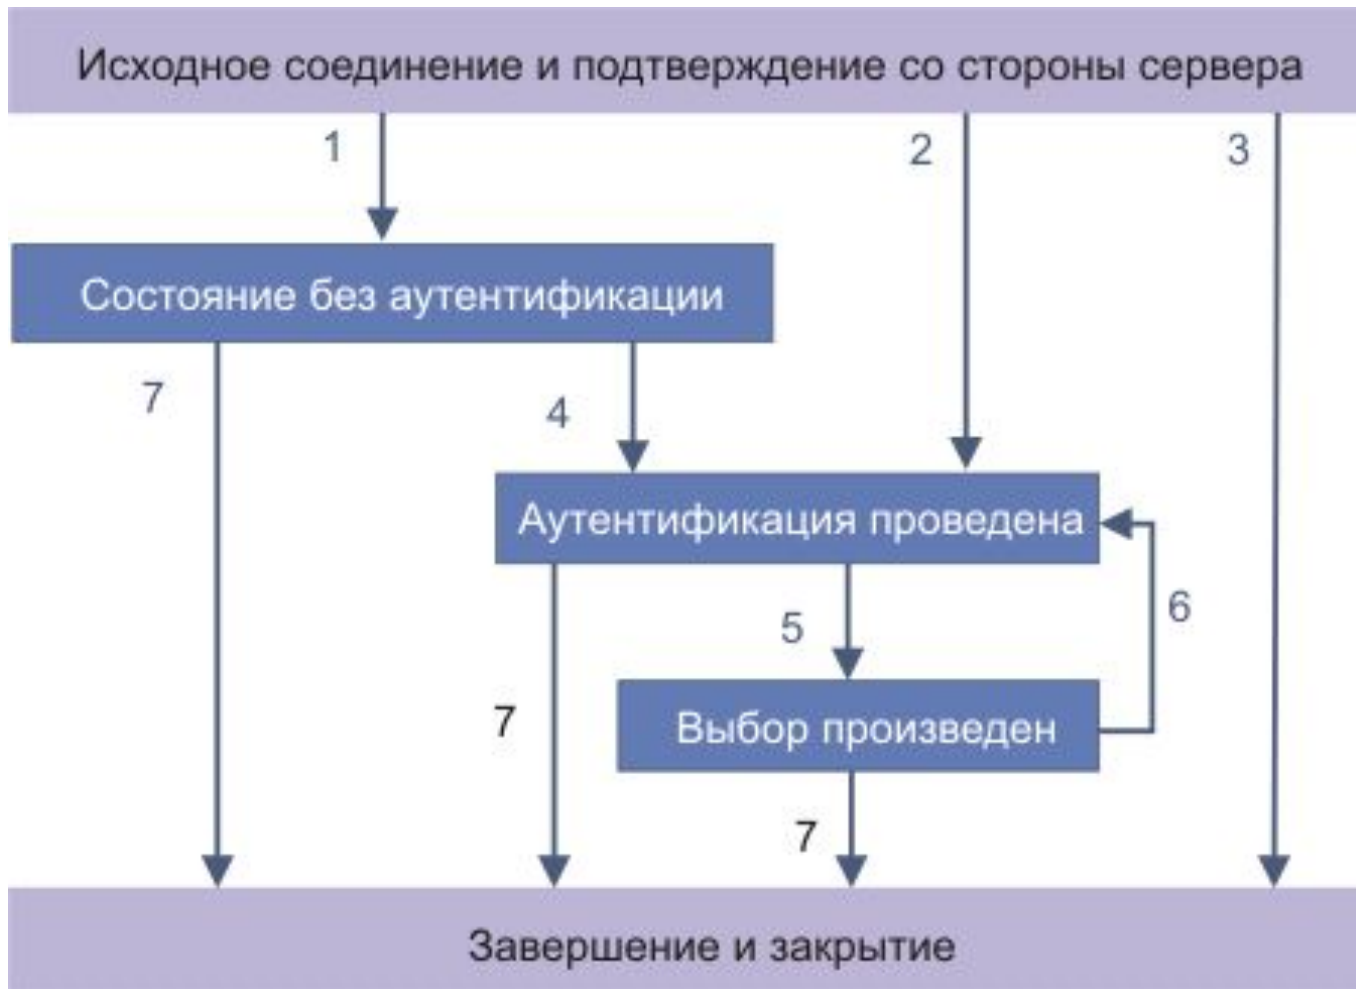 Исходное соединение и подтверждение со стороны сервера
1
2
3
Состояние без аутентификации
7
4
Аутентификация проведена
5
6
7
Выбор произведен
7
Завершение и закрытие